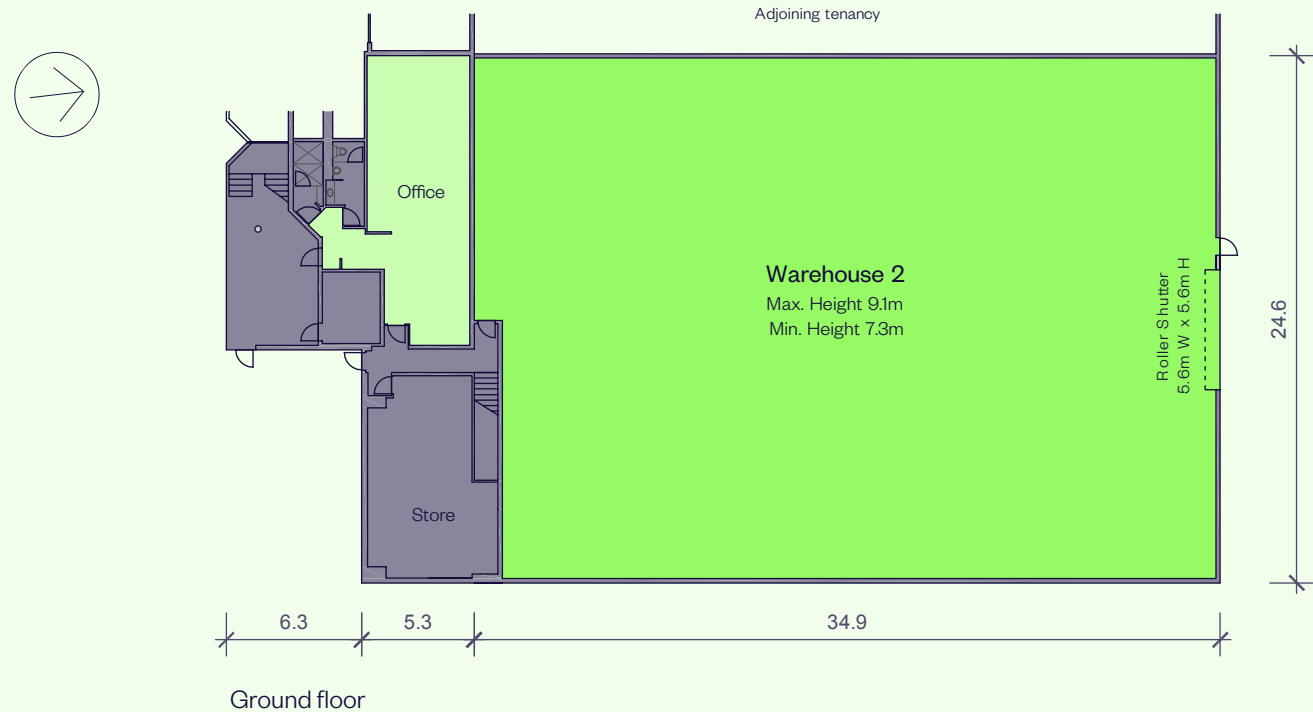 Adjoining tenancy
Office
Warehouse 2
Max. Height 9.1m
Min. Height 7.3m
Roller Shutter
5.6m W x 5.6m H
24.6
Store
6.3
5.3
34.9
Ground floor